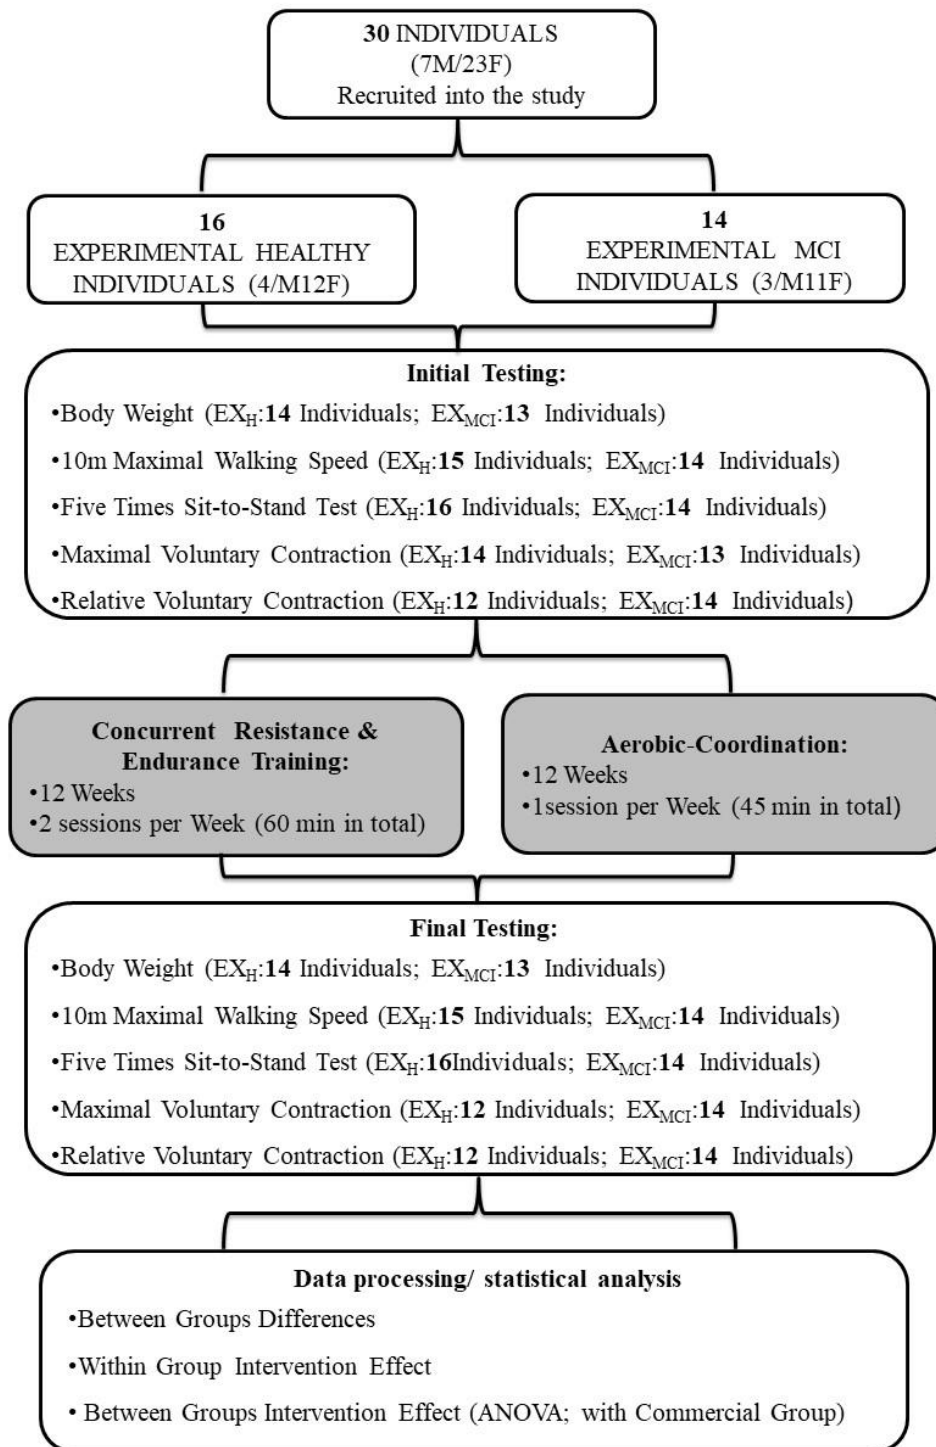 30 INDIVIDUALS
(7M/23F)
Recruited into the study
16
EXPERIMENTAL HEALTHY
INDIVIDUALS (4/M12F)
14
EXPERIMENTAL MCI
INDIVIDUALS (3/M11F)
Initial Testing:
•Body Weight (EXH:14 Individuals; EXMCI:13 Individuals)
•10m Maximal Walking Speed (EXH:15 Individuals; EXMCI:14 Individuals)
•Five Times Sit-to-Stand Test (EXH:16 Individuals; EXMCI:14 Individuals)
•Maximal Voluntary Contraction (EXH:14 Individuals; EXMCI:13 Individuals)
•Relative Voluntary Contraction (EXH:12 Individuals; EXMCI:14 Individuals)
Concurrent Resistance &
Endurance Training:
•12 Weeks
•2 sessions per Week (60 min in total)
Aerobic-Coordination:
•12 Weeks
•1session per Week (45 min in total)
Final Testing:
•Body Weight (EXH:14 Individuals; EXMCI:13 Individuals)
•10m Maximal Walking Speed (EXH:15 Individuals; EXMCI:14 Individuals)
•Five Times Sit-to-Stand Test (EXH:16Individuals; EXMCI:14 Individuals)
•Maximal Voluntary Contraction (EXH:12 Individuals; EXMCI:14 Individuals)
•Relative Voluntary Contraction (EXH:12 Individuals; EXMCI:14 Individuals)
Data processing/ statistical analysis
•Between Groups Differences
•Within Group Intervention Effect
• Between Groups Intervention Effect (ANOVA; with Commercial Group)